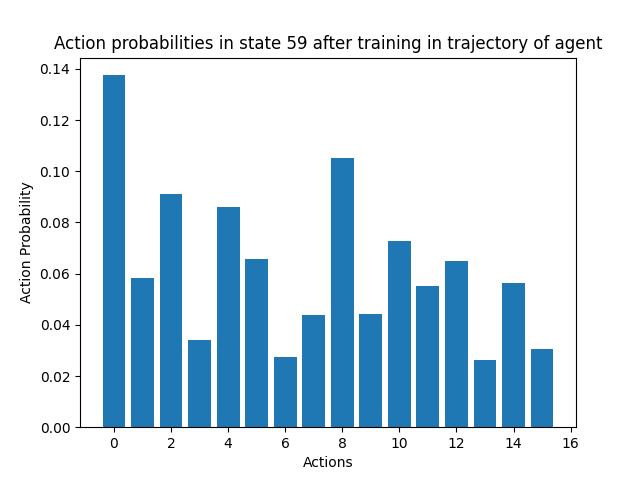 Action probabilities in state 59 after training in trajectory of agent
0.14
0.12
0.10
0.08
0.06
0.04
0.02
0.00
Action Probability
0 2 4 6 8 10 12 14 16
Actions